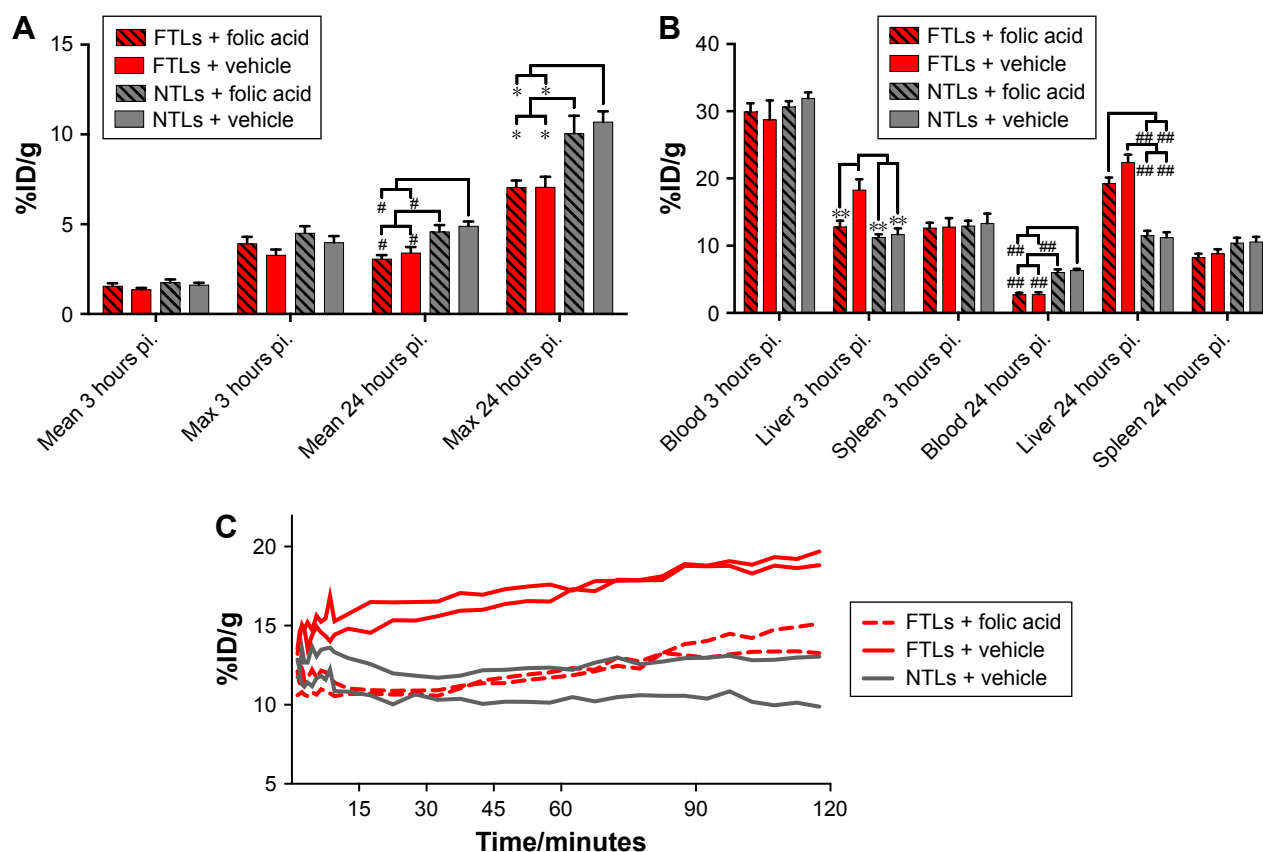 A
FTLs + folic acid
FTLs + vehicle
NTLs + folic acid
NTLs + vehicle
%ID/g
15
10
5
0
# # # #
* * * *
Mean 3 hours pi.
Max 3 hours pi.
Mean 24 hours pi.
Max 24 hours pi.
B
FTLs + folic acid
FTLs + vehicle
NTLs + folic acid
NTLs + vehicle
%ID/g
40
30
20
10
0
** ** **
## ## ## ##
## ## ## ##
Blood 3 hours pi.
Liver 3 hours pi.
Spleen 3 hours pi.
Blood 24 hours pi.
Liver 24 hours pi.
Spleen 24 hours pi.
C
%ID/g
20
15
10
5
15 30 45 60 90 120
Time/minutes
FTLs + folic acid
FTLs + vehicle
NTLs + vehicle